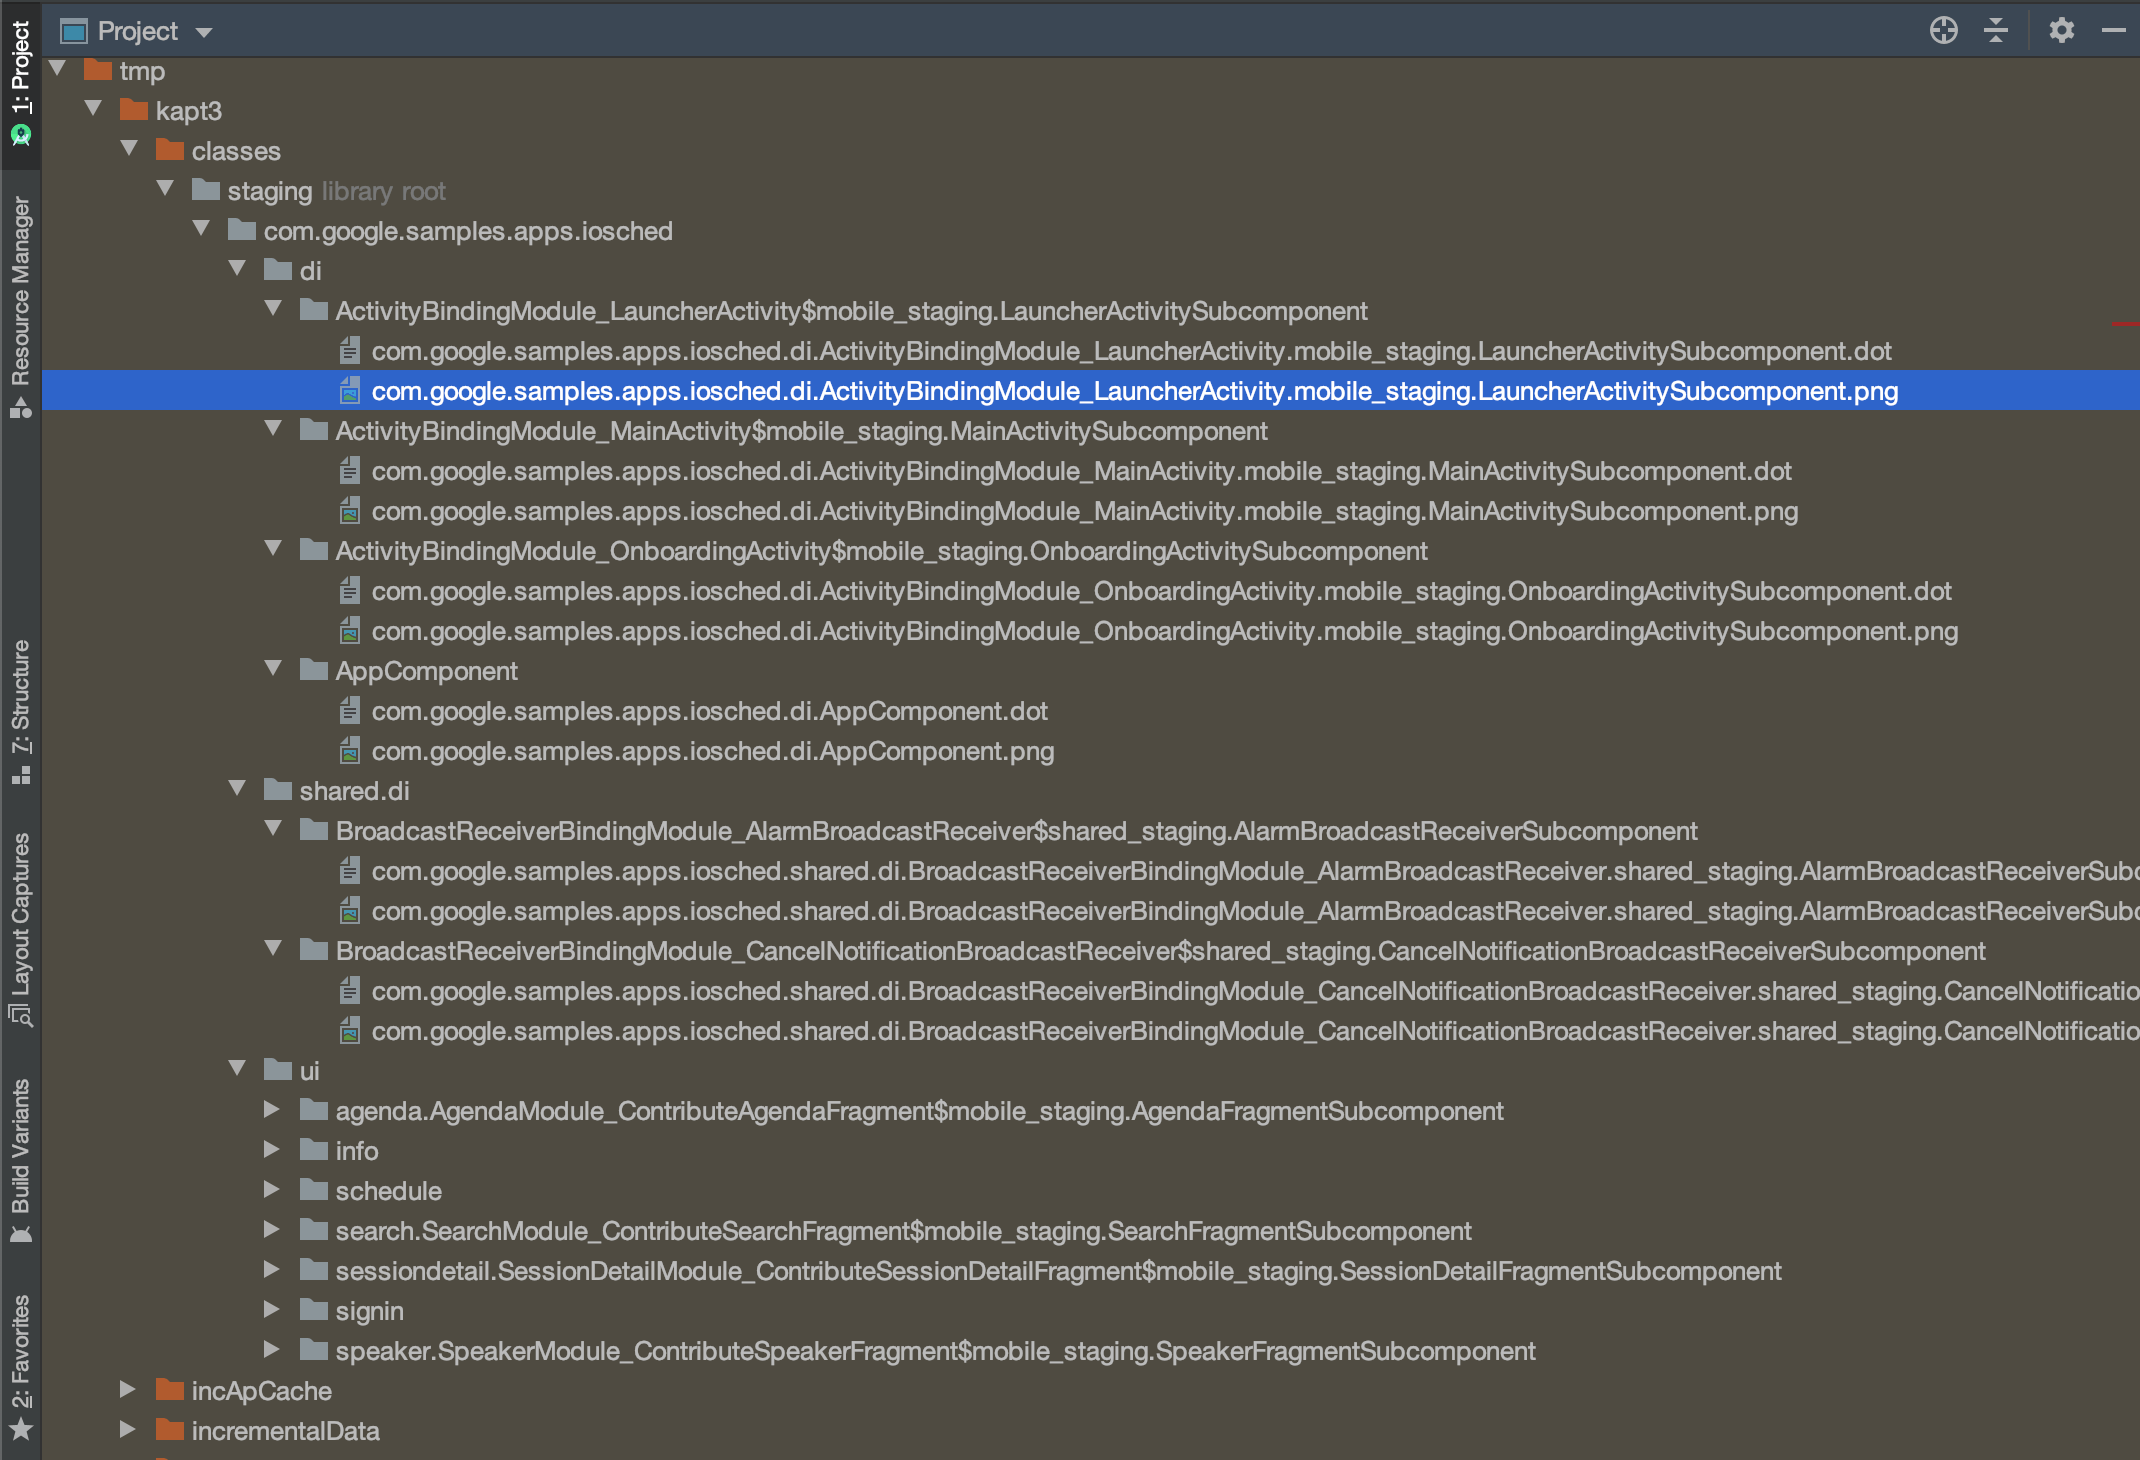 Project
tmp
kapt3
classes
staging library root
com.google.samples.apps.iosched
di
ActivityBindingModule_LauncherActivity$mobile_staging.LauncherActivitySubcomponent
com.google.samples.apps.iosched.di.ActivityBindingModule_LauncherActivity.mobile_staging.LauncherActivitySubcomponent.dot
com.google.samples.apps.iosched.di.ActivityBindingModule_LauncherActivity.mobile_staging.LauncherActivitySubcomponent.png
ActivityBindingModule_MainActivity$mobile_staging.MainActivitySubcomponent
com.google.samples.apps.iosched.di.ActivityBindingModule_MainActivity.mobile_staging.MainActivitySubcomponent.dot
com.google.samples.apps.iosched.di.ActivityBindingModule_MainActivity.mobile_staging.MainActivitySubcomponent.png
ActivityBindingModule_OnboardingActivity$mobile_staging.OnboardingActivitySubcomponent
com.google.samples.apps.iosched.di.ActivityBindingModule_OnboardingActivity.mobile_staging.OnboardingActivitySubcomponent.dot
com.google.samples.apps.iosched.di.ActivityBindingModule_OnboardingActivity.mobile_staging.OnboardingActivitySubcomponent.png
AppComponent
com.google.samples.apps.iosched.di.AppComponent.dot
com.google.samples.apps.iosched.di.AppComponent.png
shared.di
BroadcastReceiverBindingModule_AlarmBroadcastReceiver$shared_staging.AlarmBroadcastReceiverSubcomponent
com.google.samples.apps.iosched.shared.di.BroadcastReceiverBindingModule_AlarmBroadcastReceiver.shared_staging.AlarmBroadcastReceiverSubc
com.google.samples.apps.iosched.shared.di.BroadcastReceiverBindingModule_AlarmBroadcastReceiver.shared_staging.AlarmBroadcastReceiverSubc
BroadcastReceiverBindingModule_CancelNotificationBroadcastReceiver$shared_staging.CancelNotificationBroadcastReceiverSubcomponent
com.google.samples.apps.iosched.shared.di.BroadcastReceiverBindingModule_CancelNotificationBroadcastReceiver.shared_staging.CancelNotificatio
com.google.samples.apps.iosched.shared.di.BroadcastReceiverBindingModule_CancelNotificationBroadcastReceiver.shared_staging.CancelNotificatio
ui
agenda.AgendaModule_ContributeAgendaFragment$mobile_staging.AgendaFragmentSubcomponent
info
schedule
search.SearchModule_ContributeSearchFragment$mobile_staging.SearchFragmentSubcomponent
sessiondetail.SessionDetailModule_ContributeSessionDetailFragment$mobile_staging.SessionDetailFragmentSubcomponent
signin
speaker.SpeakerModule_ContributeSpeakerFragment$mobile_staging.SpeakerFragmentSubcomponent
incApCache
incrementalData
1: Project
Resource Manager
7: Structure
Layout Captures
Build Variants
2: Favorites